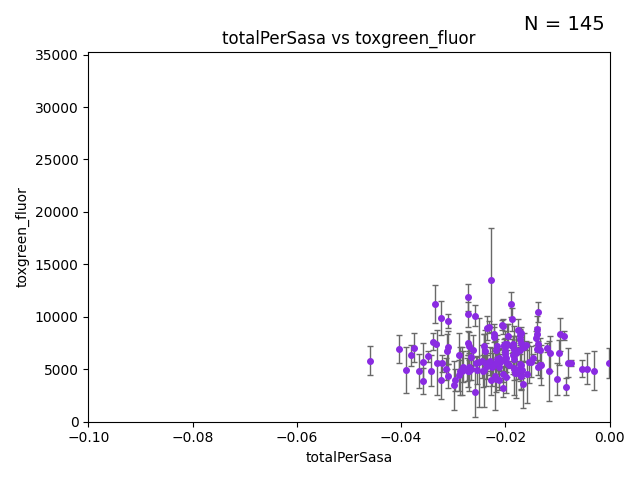 N = 145
totalPerSasa vs toxgreen_fluor
35000
30000
25000
20000
15000
10000
5000
0
toxgreen_fluor
−0.10 −0.08 −0.06 −0.04 −0.02 0.00
totalPerSasa